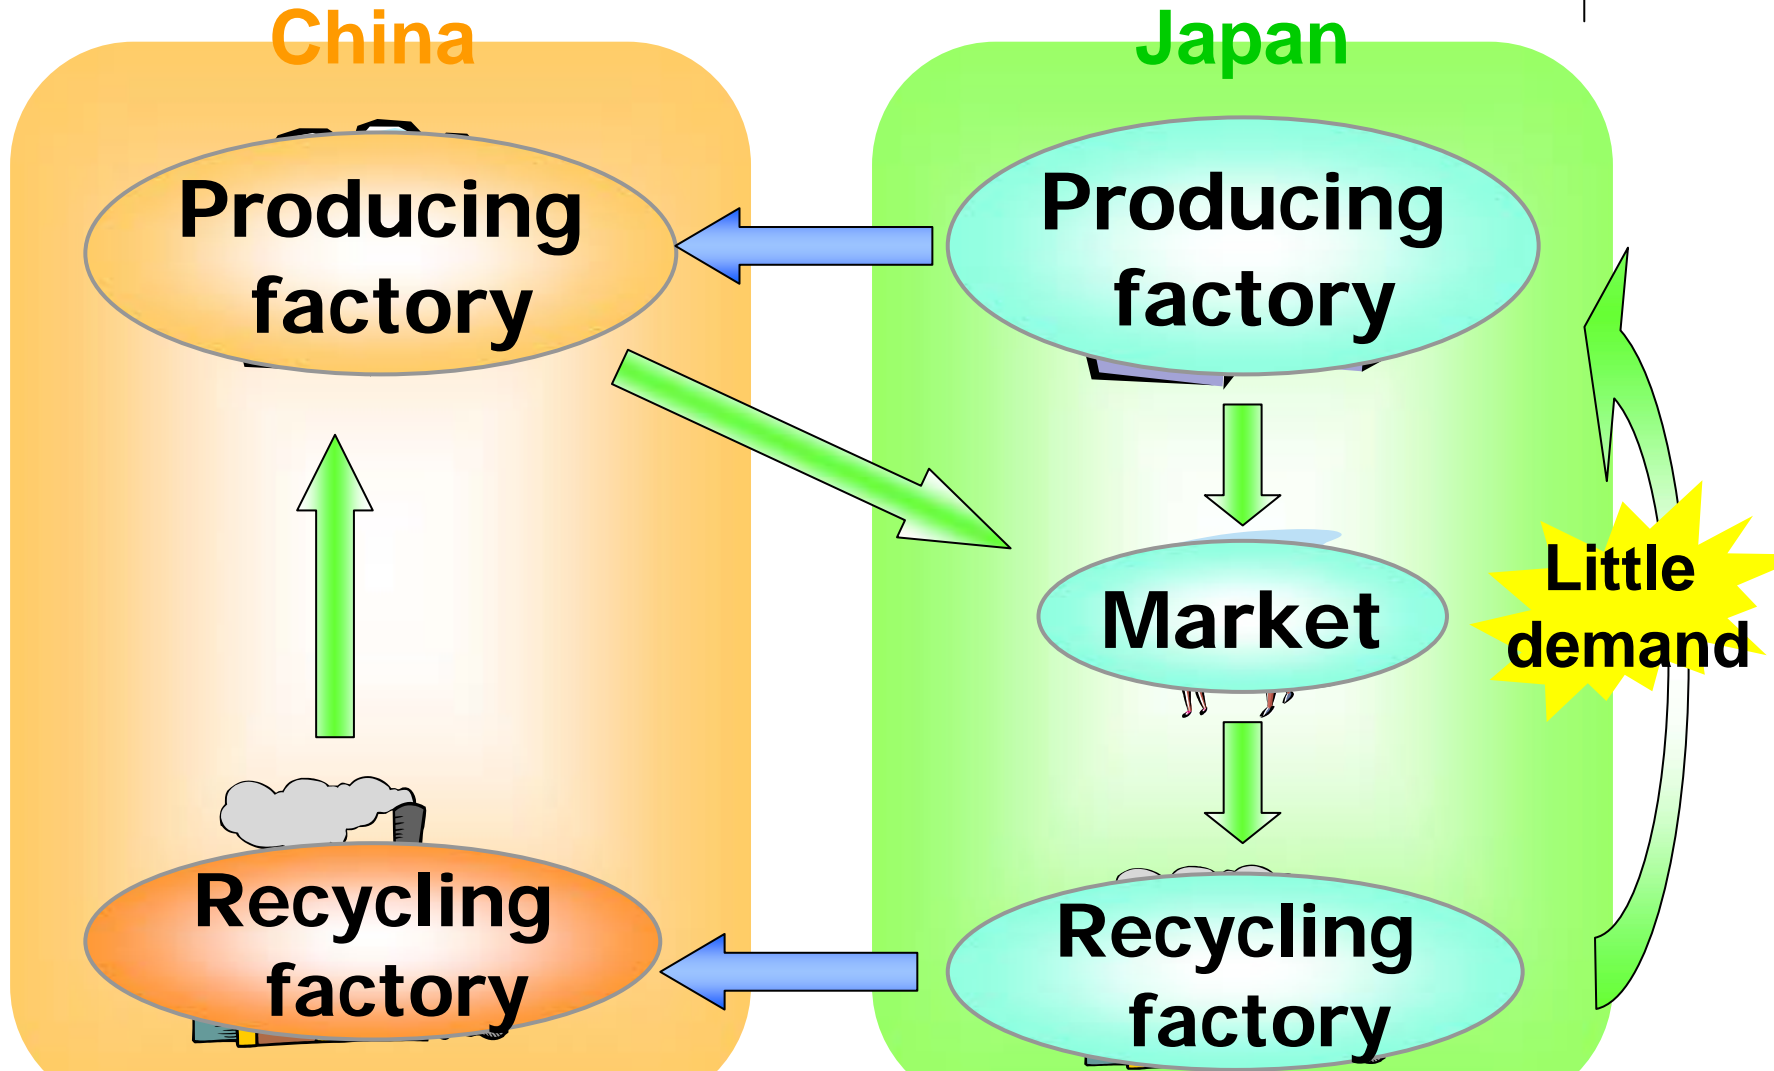 China
Japan
Producing
factory
Producing
factory
Market
Little
demand
Recycling
factory
Recycling
factory